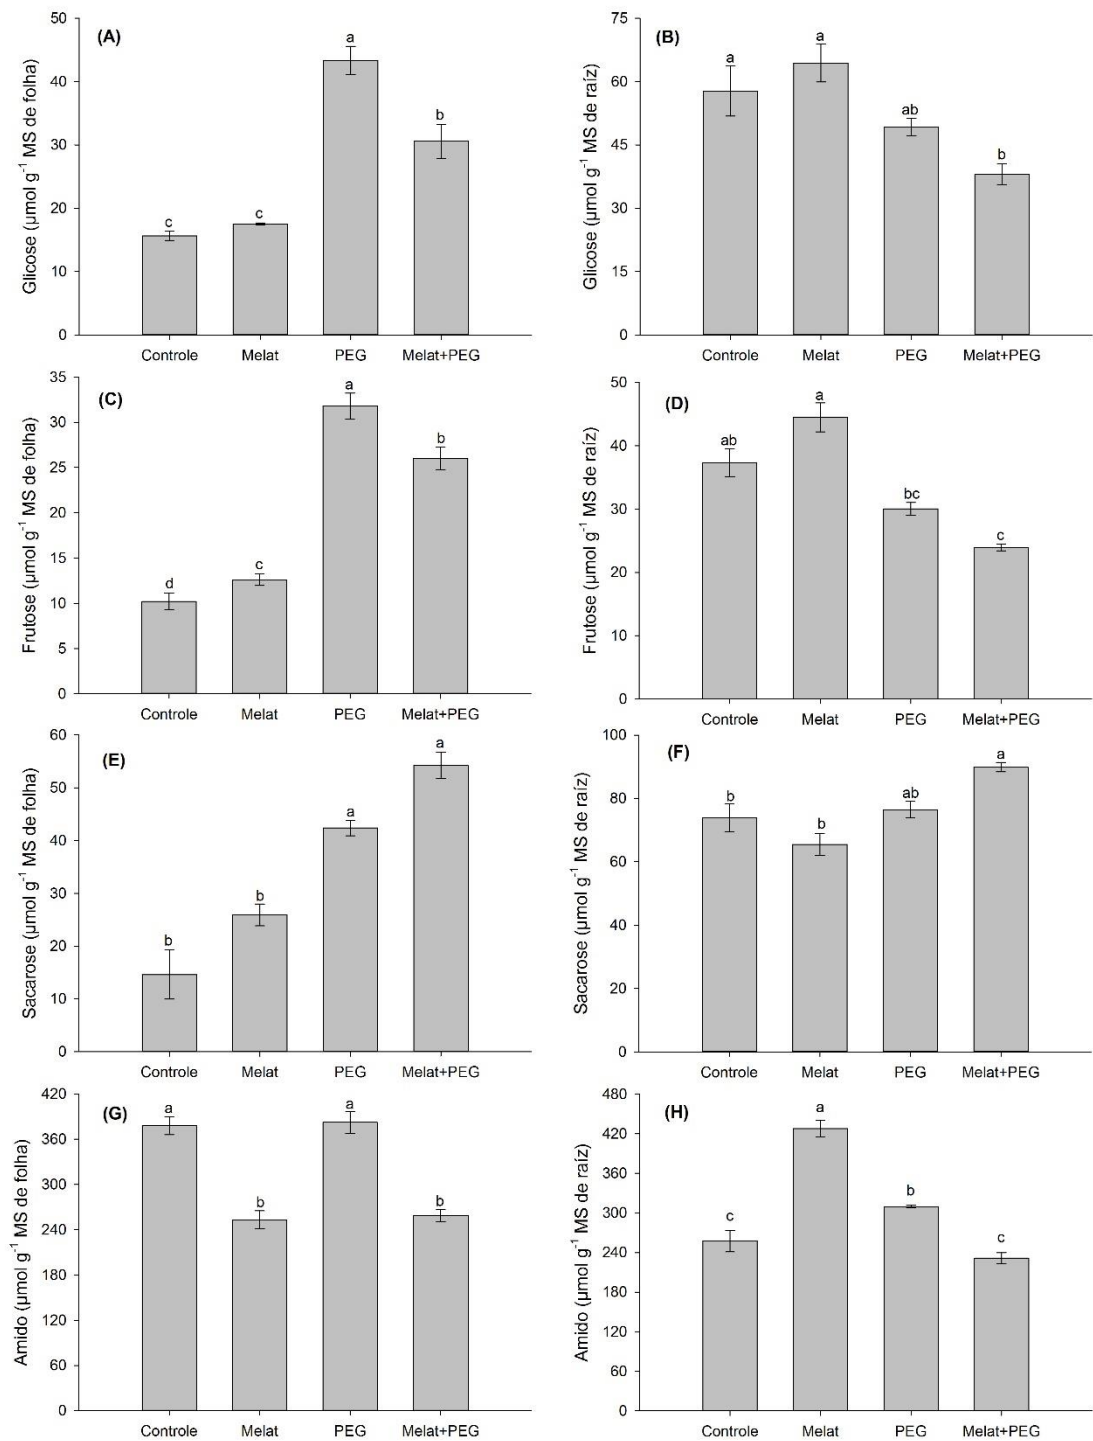 (A)
Glicose (µmol g⁻¹ MS de folha)
50
40
30
20
10
0
c
c
a
b
Controle Melat PEG Melat+PEG
(B)
Glicose (µmol g⁻¹ MS de raíz)
75
60
45
30
15
0
a
a
ab
b
Controle Melat PEG Melat+PEG
(C)
Frutose (µmol g⁻¹ MS de folha)
35
30
25
20
15
10
5
0
d
c
a
b
Controle Melat PEG Melat+PEG
(D)
Frutose (µmol g⁻¹ MS de raíz)
50
40
30
20
10
0
ab
a
bc
c
Controle Melat PEG Melat+PEG
(E)
Sacarose (µmol g⁻¹ MS de folha)
60
50
40
30
20
10
0
b
b
a
a
Controle Melat PEG Melat+PEG
(F)
Sacarose (µmol g⁻¹ MS de raíz)
100
80
60
40
20
0
b
b
ab
a
Controle Melat PEG Melat+PEG
(G)
Amido (µmol g⁻¹ MS de folha)
420
360
300
240
180
120
60
0
a
b
a
b
Controle Melat PEG Melat+PEG
(H)
Amido (µmol g⁻¹ MS de raíz)
480
420
360
300
240
180
120
60
0
c
a
b
c
Controle Melat PEG Melat+PEG